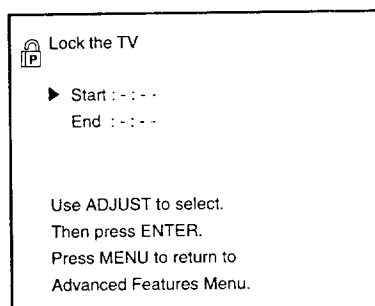 Lock the TV
P
Start : - : - -
End : - : - -
Use ADJUST to select.
Then press ENTER.
Press MENU to return to
Advanced Features Menu.